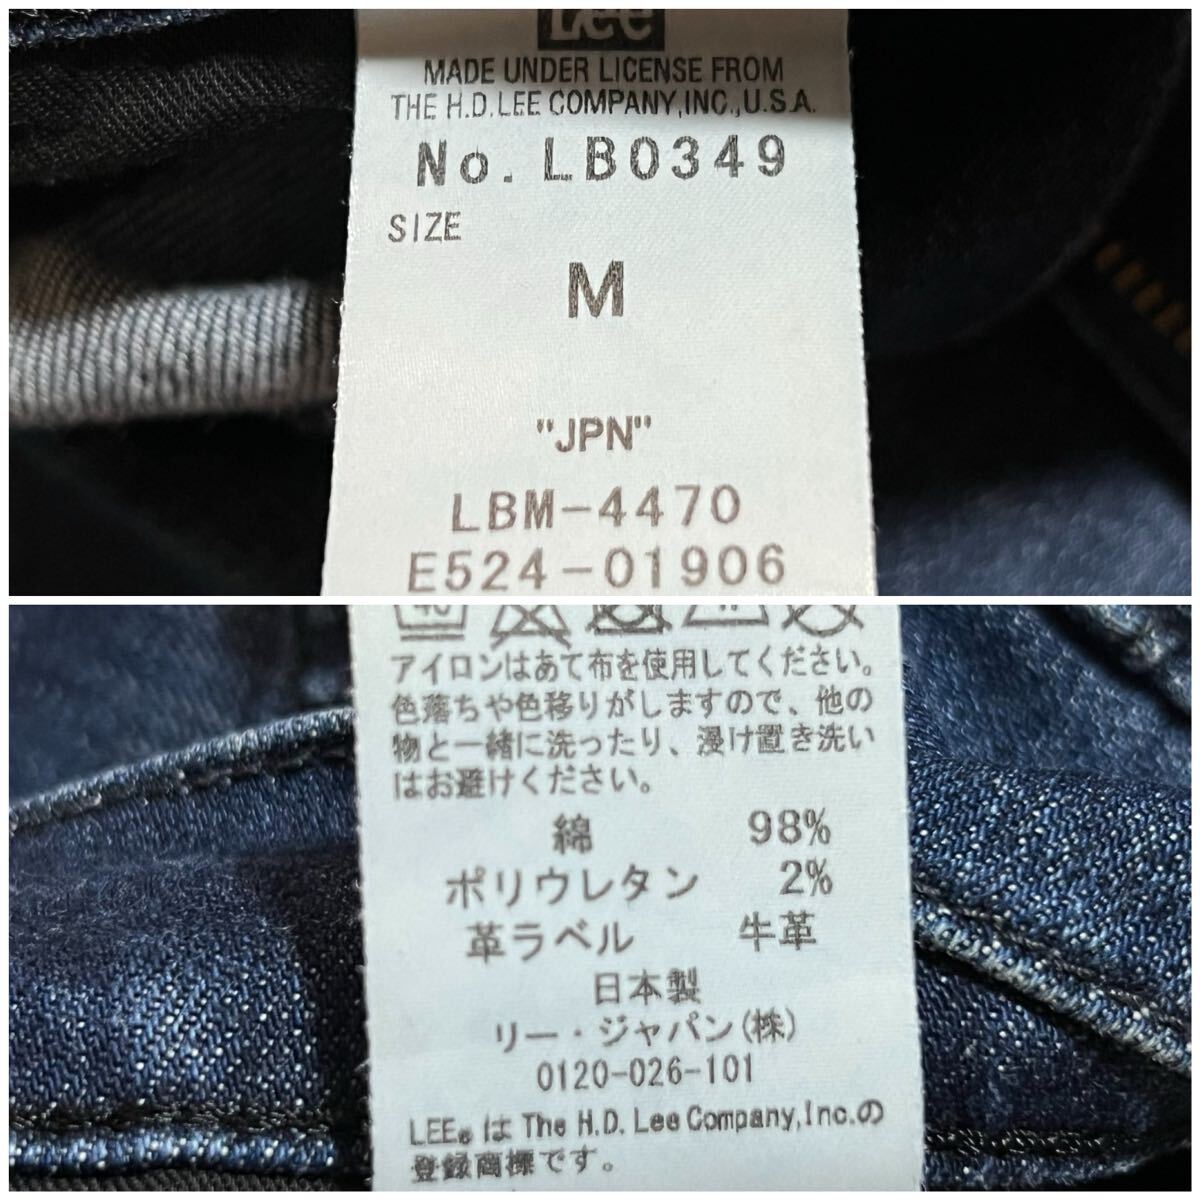 Lee
MADE UNDER LICENSE FROM
THE H.D.LEE COMPANY,INC.,U.S.A.
No. LB0349
SIZE
M
"JPN"
LBM-4470
E524-01906
アイロンはあて布を使用してください。
色落ちや色移りがしますので、他の
物と一緒に洗ったり、浸け置き洗い
はお避けください。
綿 98%
ポリウレタン 2%
革ラベル 牛革
日本製
リー・ジャパン(株)
0120-026-101
LEE®は The H.D. Lee Company,Inc.の
登録商標です。